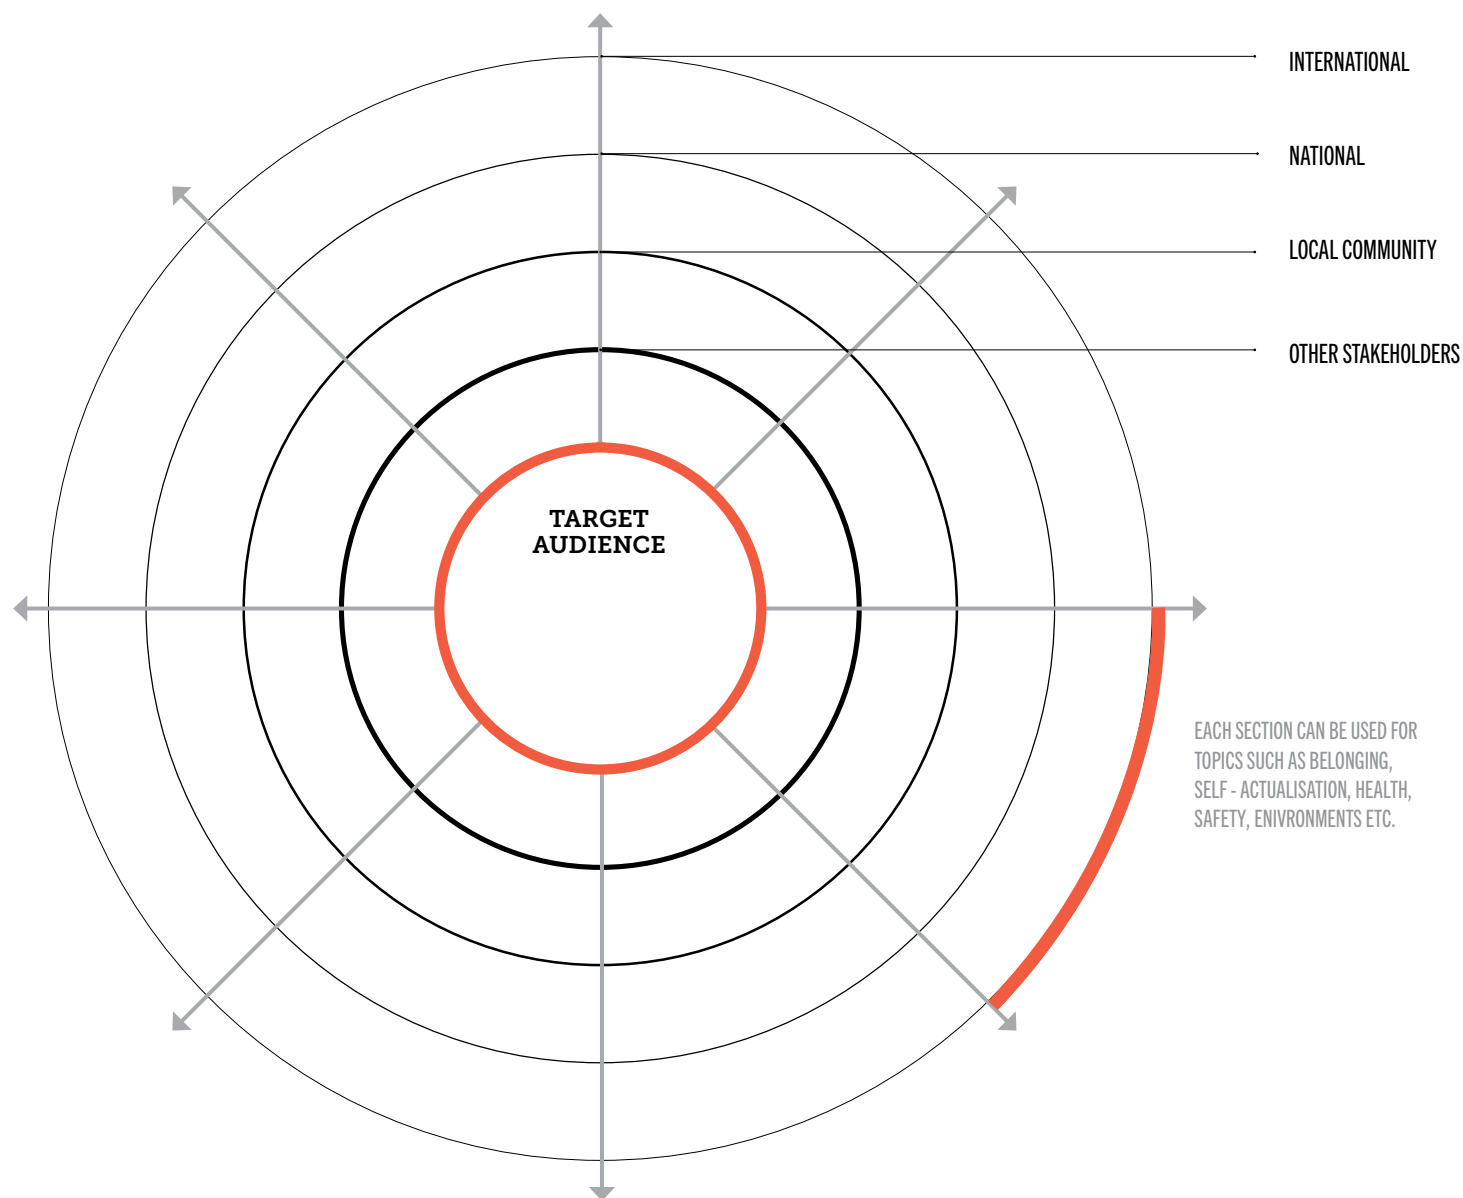 INTERNATIONAL
NATIONAL
LOCAL COMMUNITY
OTHER STAKEHOLDERS
TARGET
AUDIENCE
EACH SECTION CAN BE USED FOR
TOPICS SUCH AS BELONGING,
SELF - ACTUALISATION, HEALTH,
SAFETY, ENIVRONMENTS ETC.